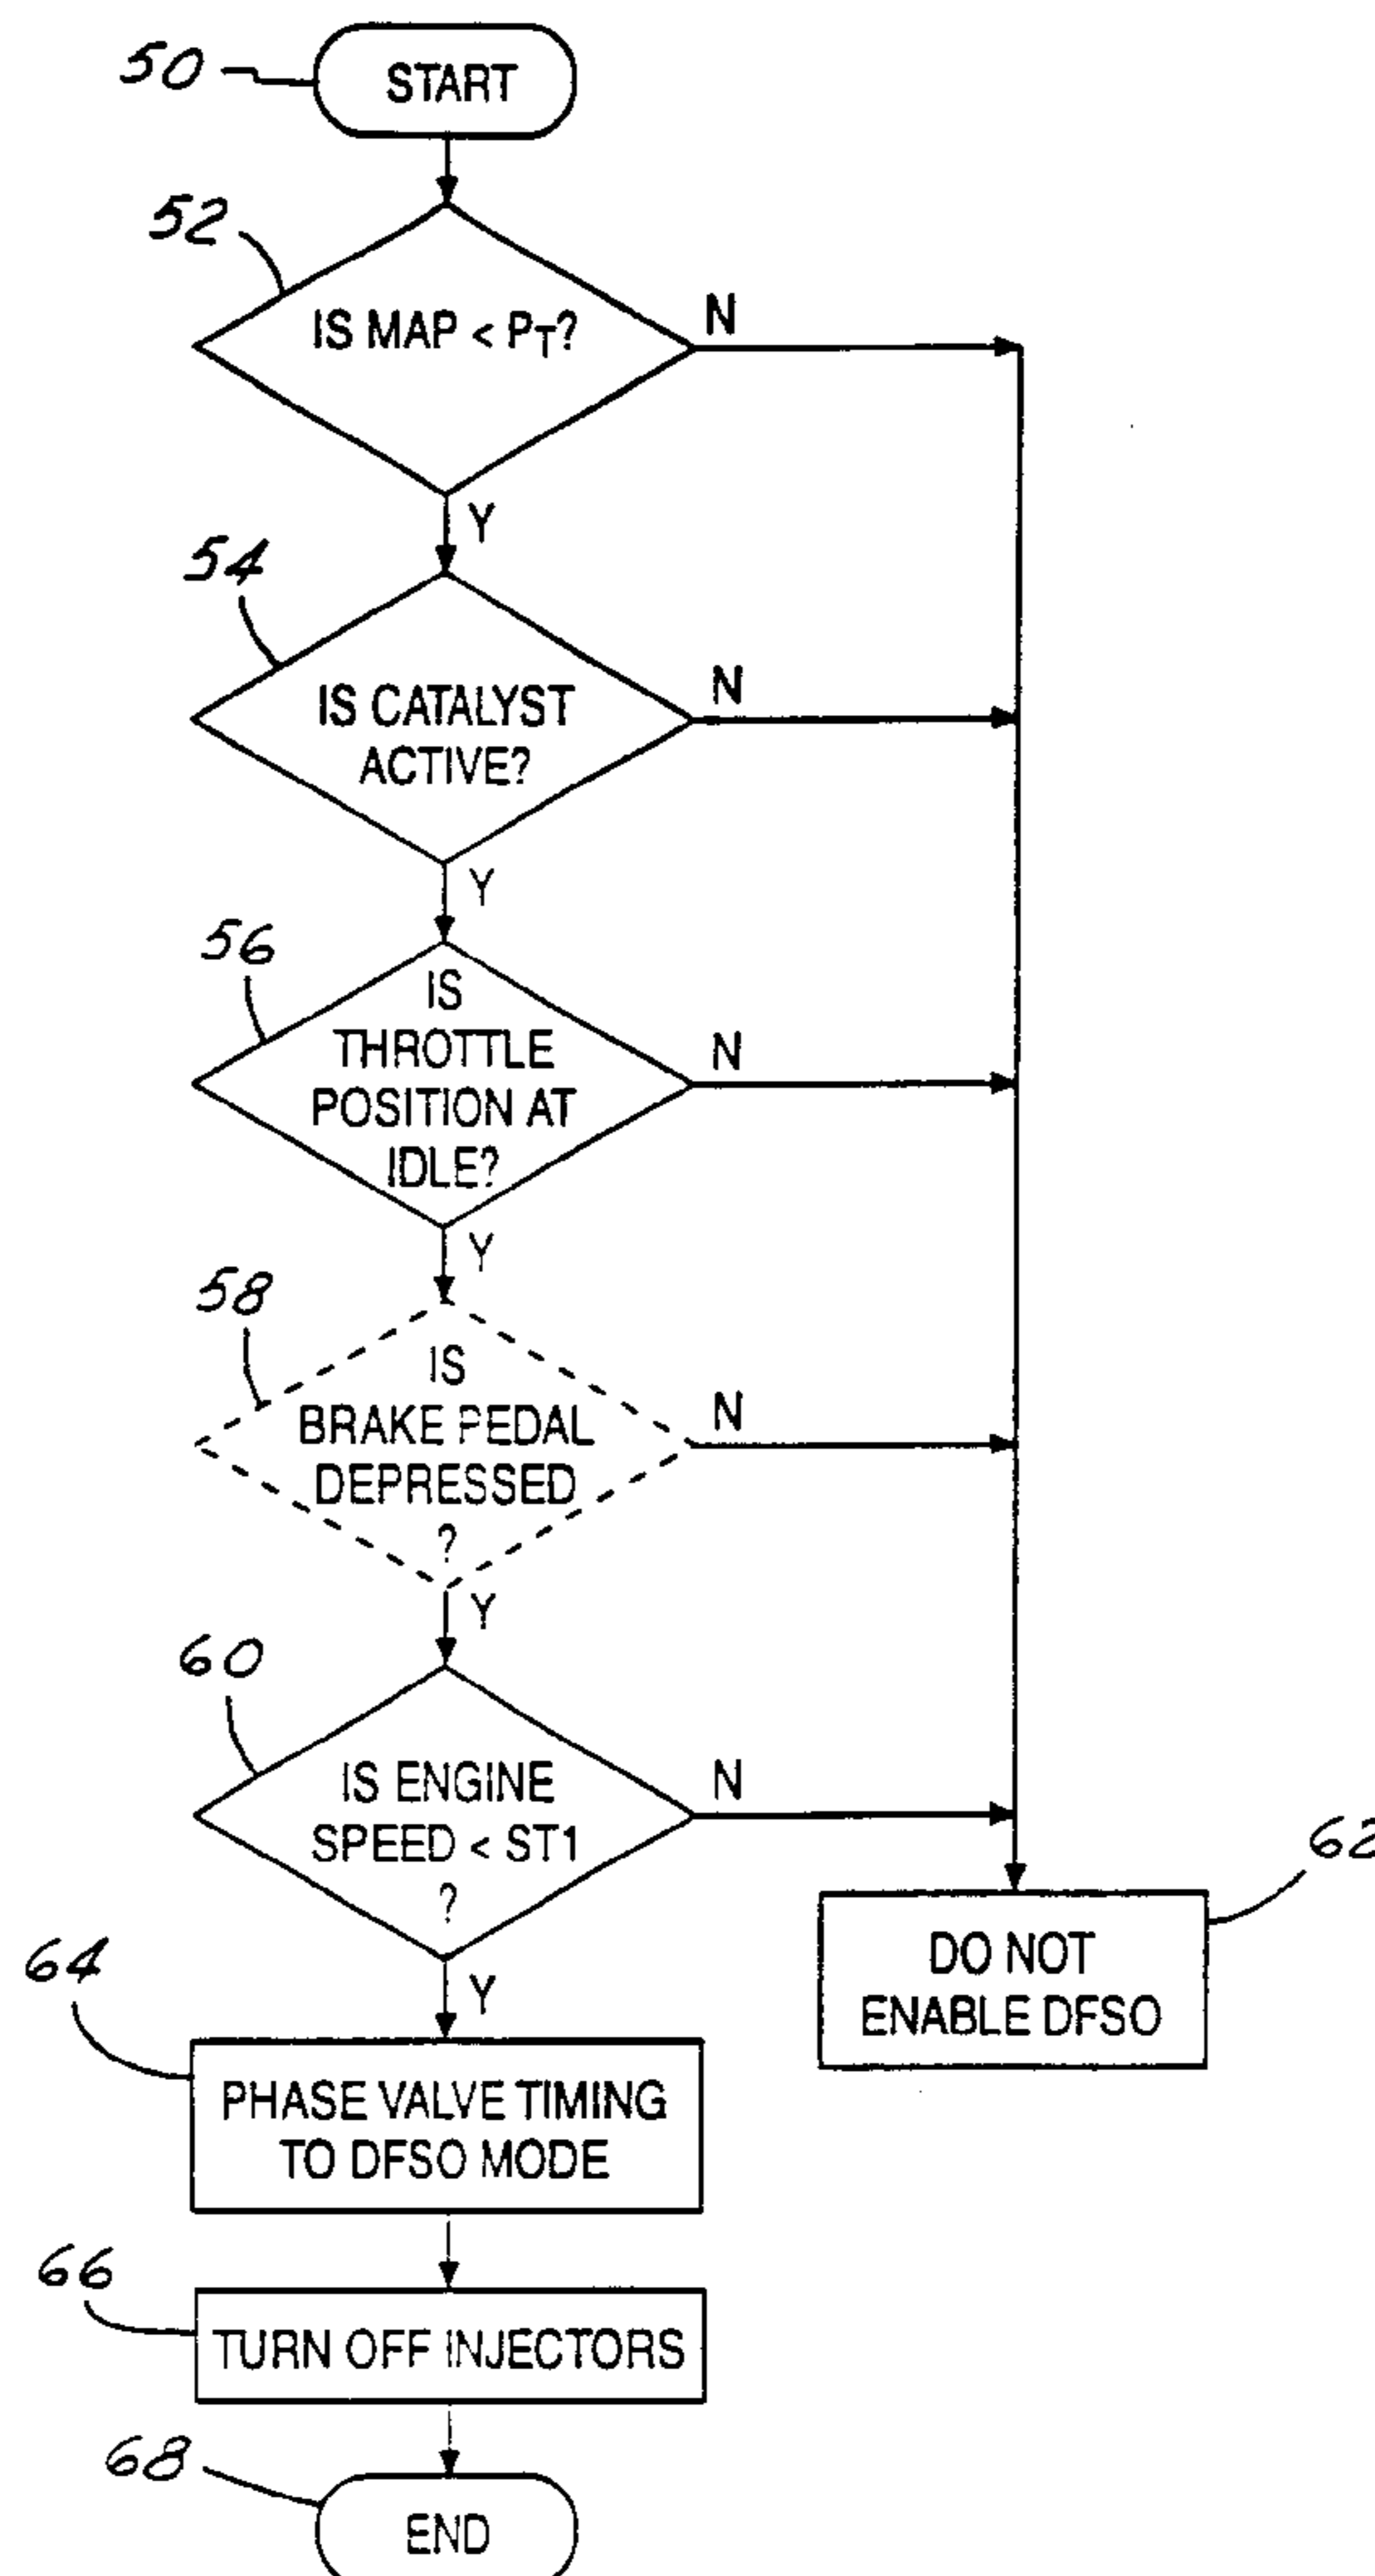 50
START
52
IS MAP < PT?
N
Y
54
IS CATALYST
ACTIVE?
N
Y
56
IS
THROTTLE
POSITION AT
IDLE?
N
Y
58
IS
BRAKE PEDAL
DEPRESSED
?
N
Y
60
IS ENGINE
SPEED < ST1
?
N
Y
62
DO NOT
ENABLE DFSO
64
PHASE VALVE TIMING
TO DFSO MODE
66
TURN OFF INJECTORS
68
END